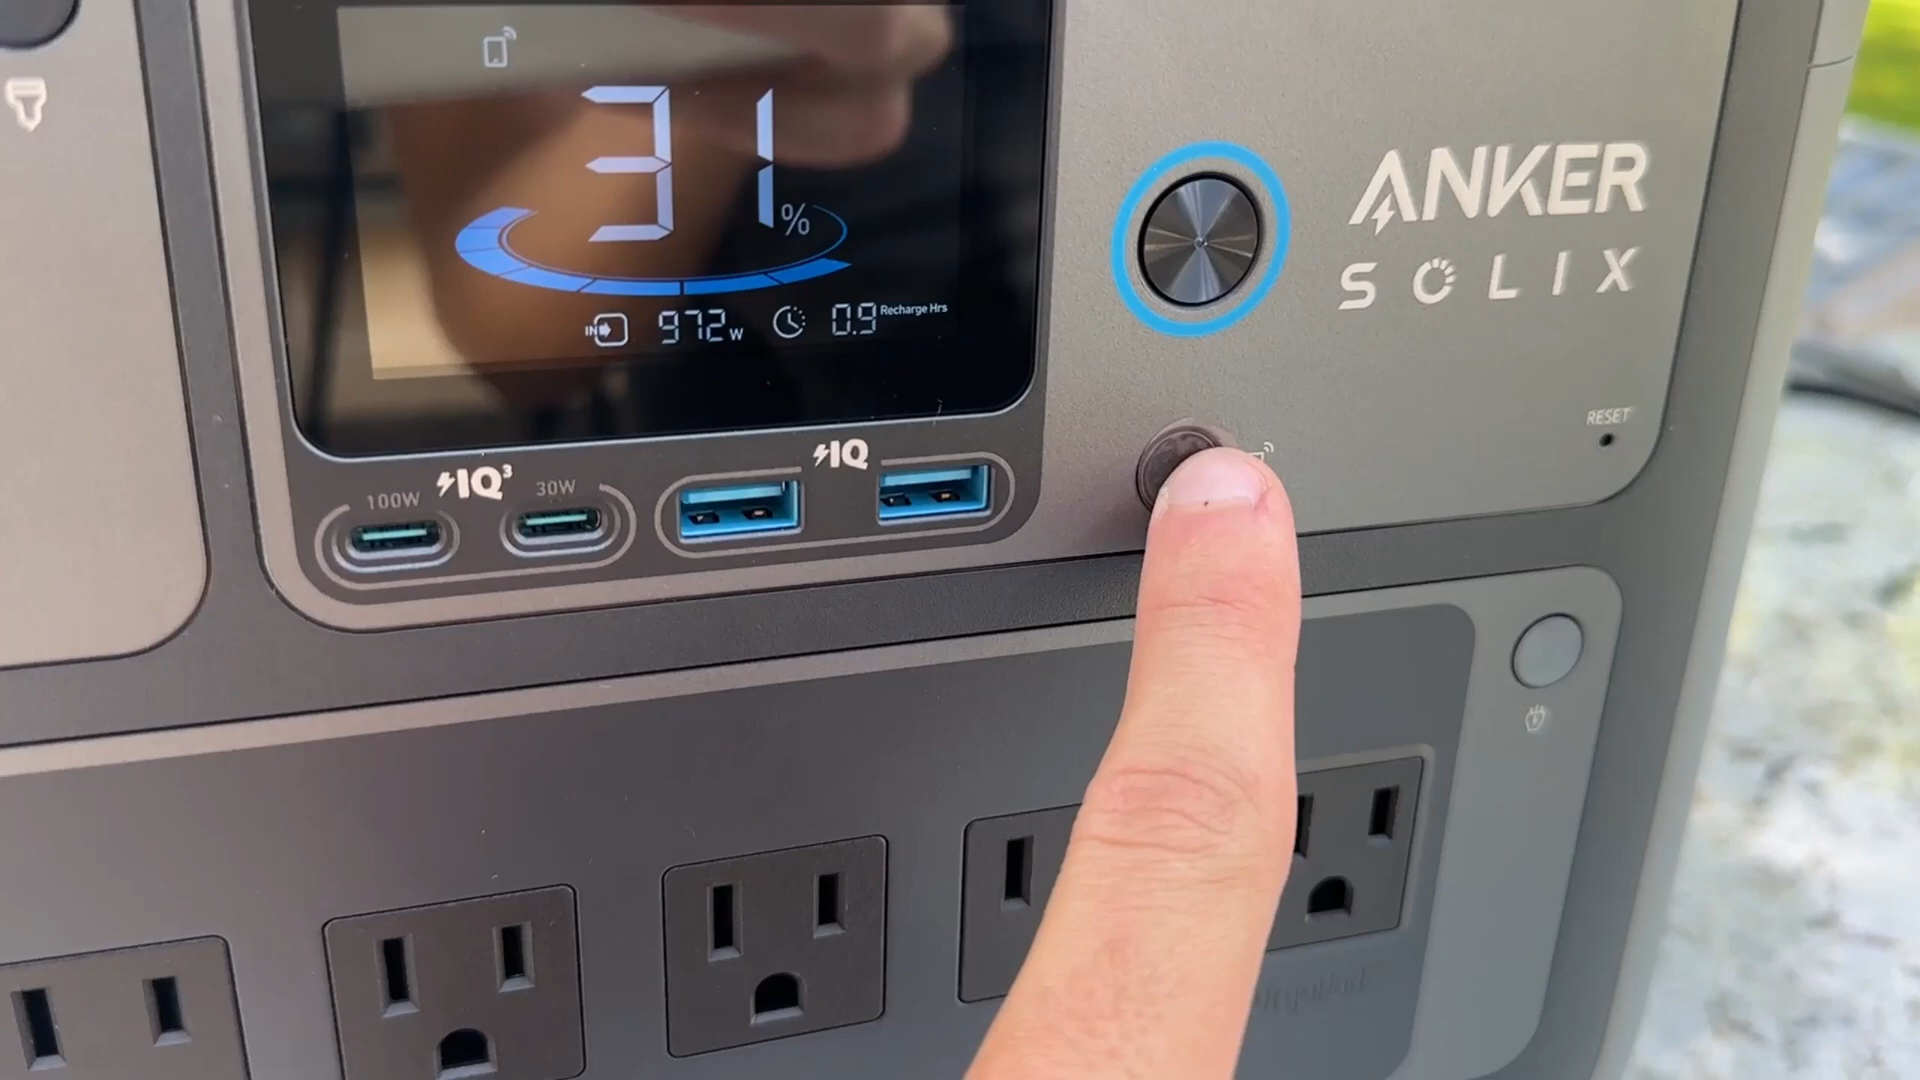 31%
IN 972W 0.9 Recharge Hrs
ANKER
SOLIX
RESET
IQ3
IQ
100W
30W